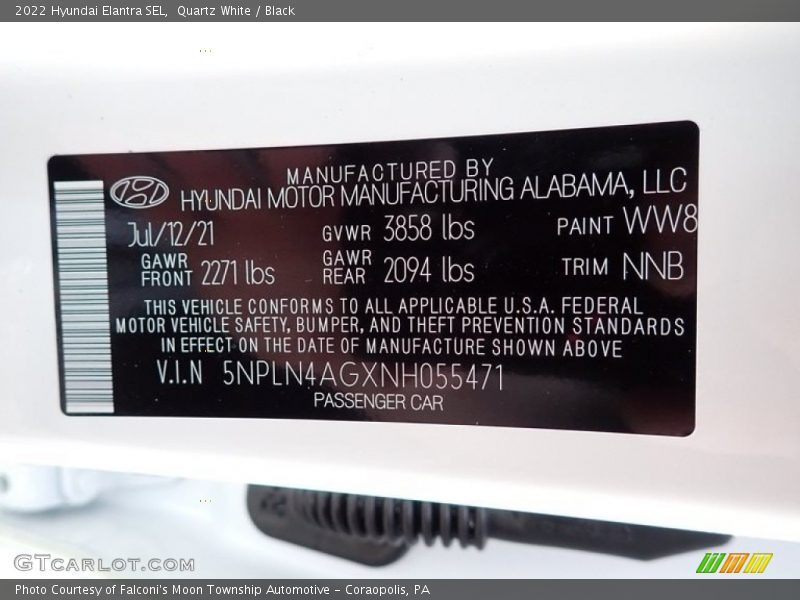 2022 Hyundai Elantra SEL,  Quartz White / Black
MANUFACTURED BY
HYUNDAI MOTOR MANUFACTURING ALABAMA, LLC
Jul/12/21 GVWR 3858 lbs PAINT WW8
GAWR FRONT 2271 lbs GAWR REAR 2094 lbs TRIM NNB
THIS VEHICLE CONFORMS TO ALL APPLICABLE U.S.A. FEDERAL
MOTOR VEHICLE SAFETY, BUMPER, AND THEFT PREVENTION STANDARDS
IN EFFECT ON THE DATE OF MANUFACTURE SHOWN ABOVE
V.I.N 5NPLN4AGXNH055471
PASSENGER CAR
GTCARLOT.COM
Photo Courtesy of Falconi's Moon Township Automotive - Coraopolis, PA